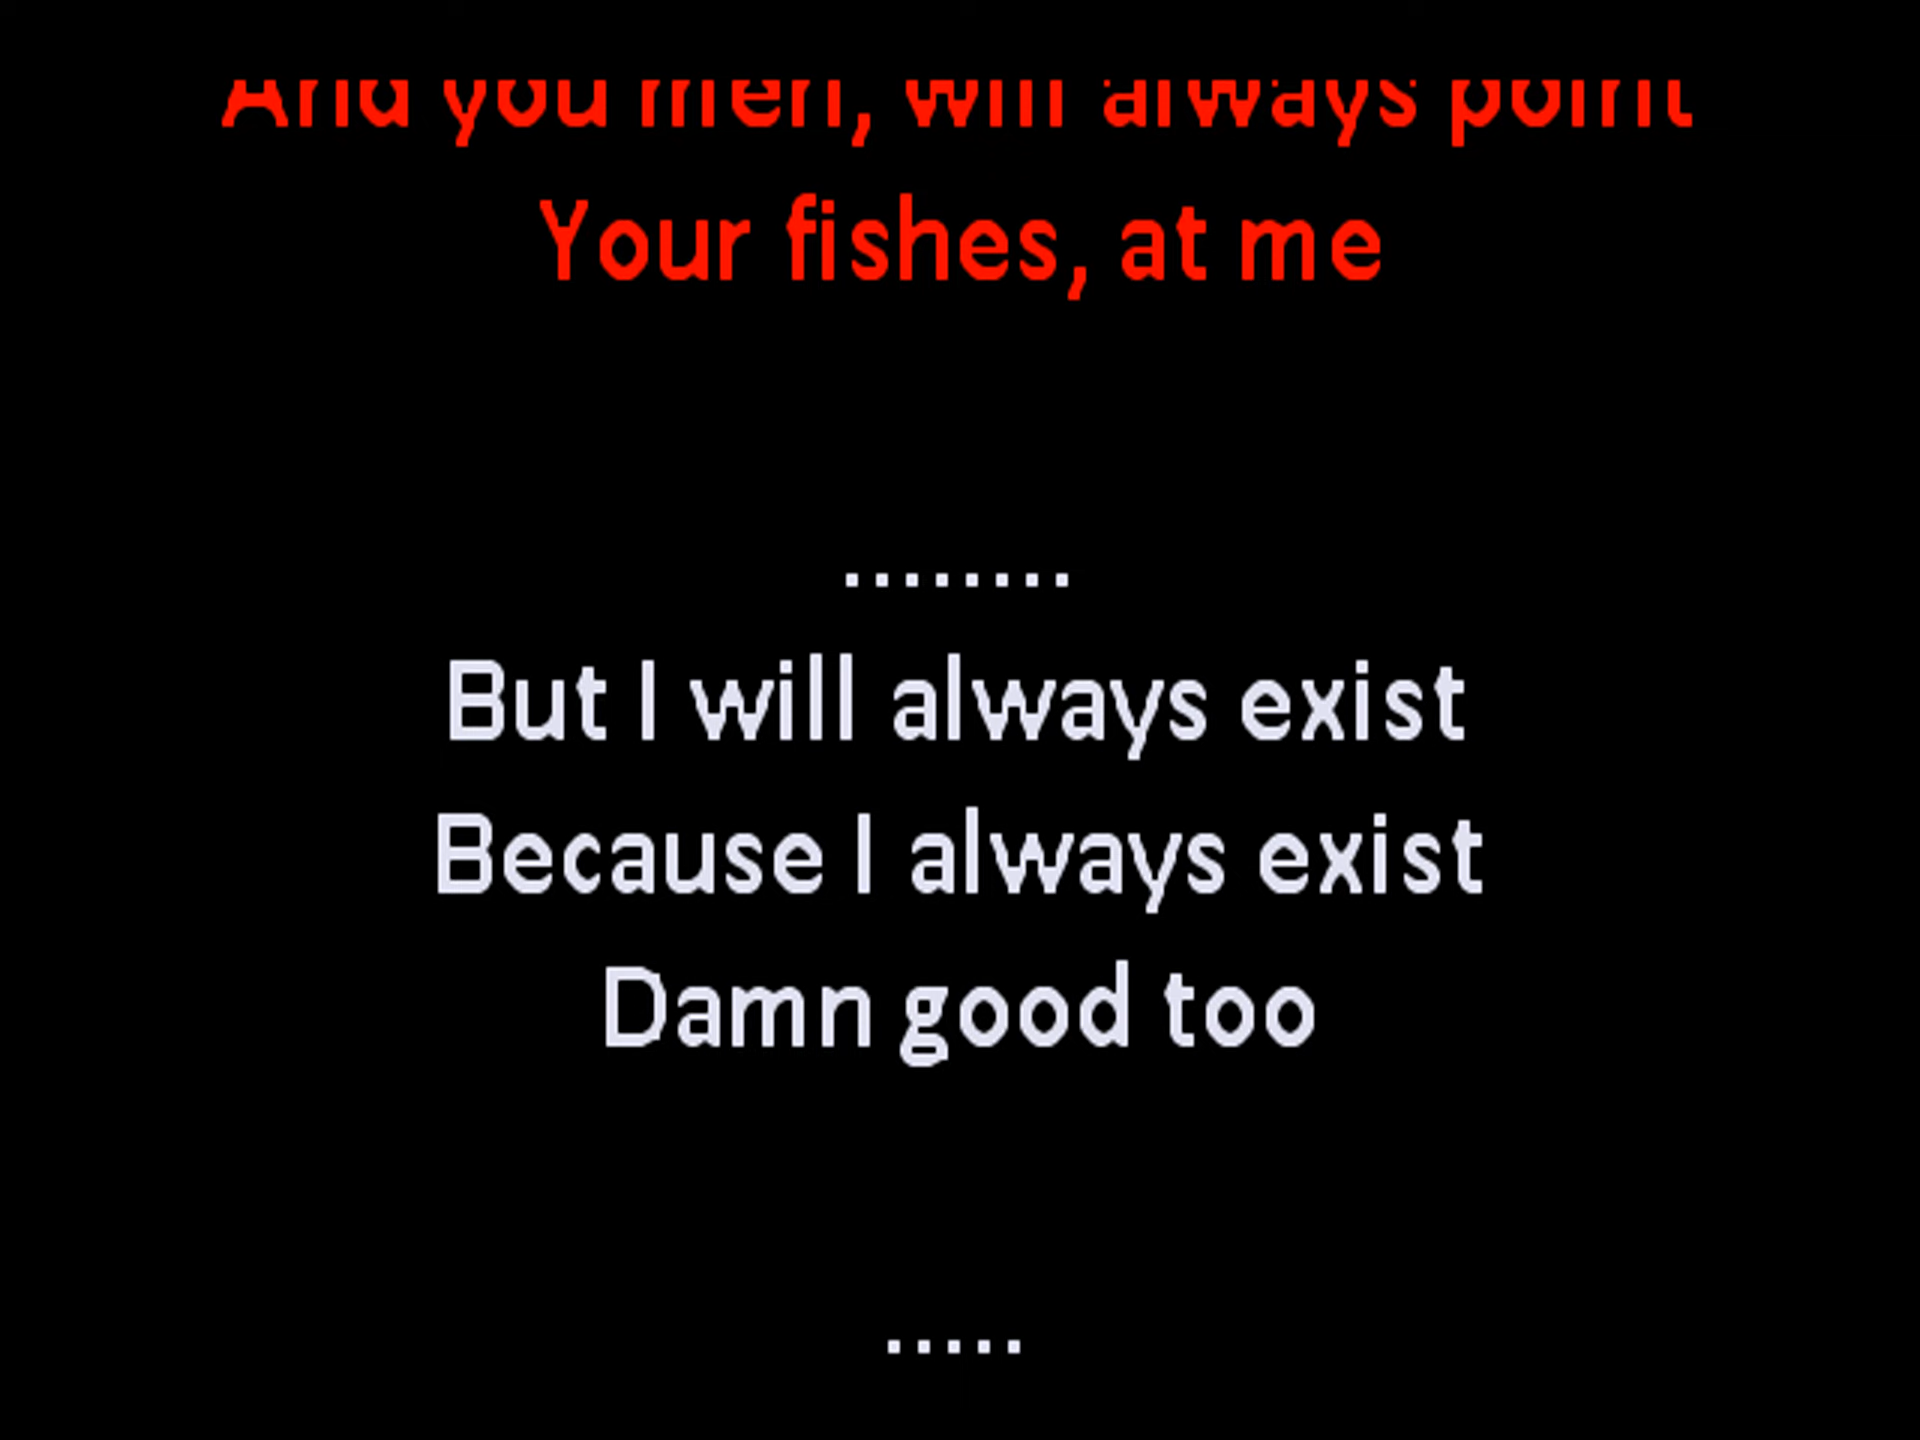 And you men, will always point
Your fishes, at me
........
But I will always exist
Because I always exist
Damn good too
.....